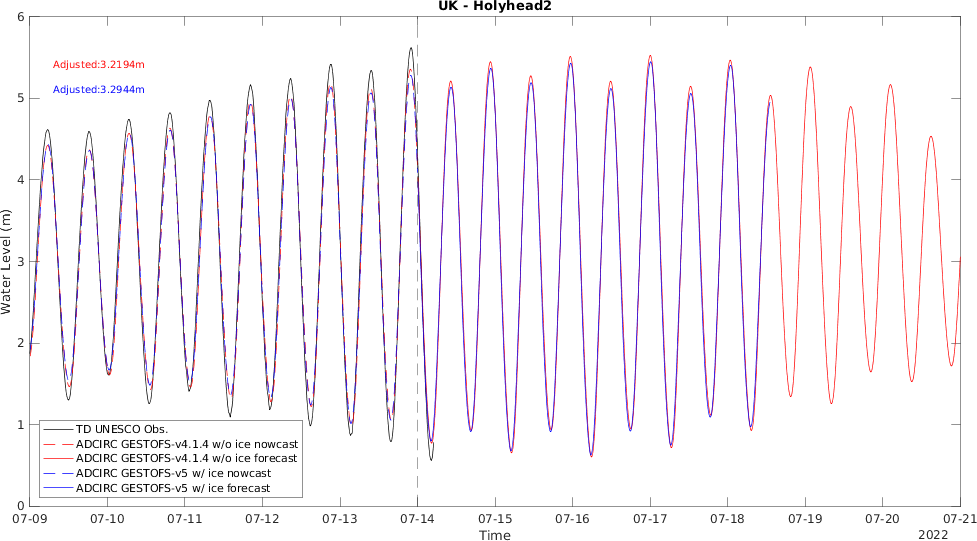 UK - Holyhead2
6
5
4
3
2
1
0
Water Level (m)
Adjusted:3.2194m
Adjusted:3.2944m
TD UNESCO Obs.
ADCIRC GESTOFS-v4.1.4 w/o ice nowcast
ADCIRC GESTOFS-v4.1.4 w/o ice forecast
ADCIRC GESTOFS-v5 w/ ice nowcast
ADCIRC GESTOFS-v5 w/ ice forecast
07-09 07-10 07-11 07-12 07-13 07-14 07-15 07-16 07-17 07-18 07-19 07-20 07-21
Time
2022